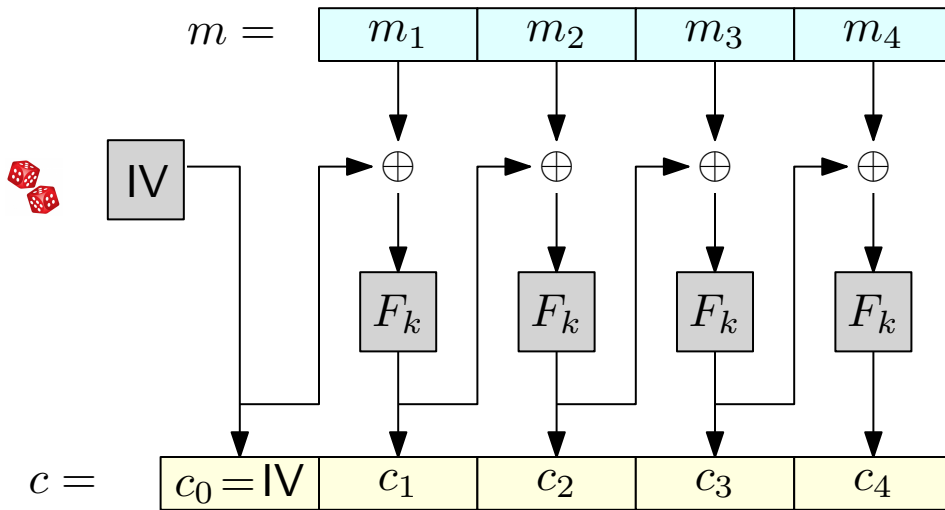 m = m₁ m₂ m₃ m₄
IV
Fₖ Fₖ Fₖ Fₖ
c = c₀ = IV c₁ c₂ c₃ c₄